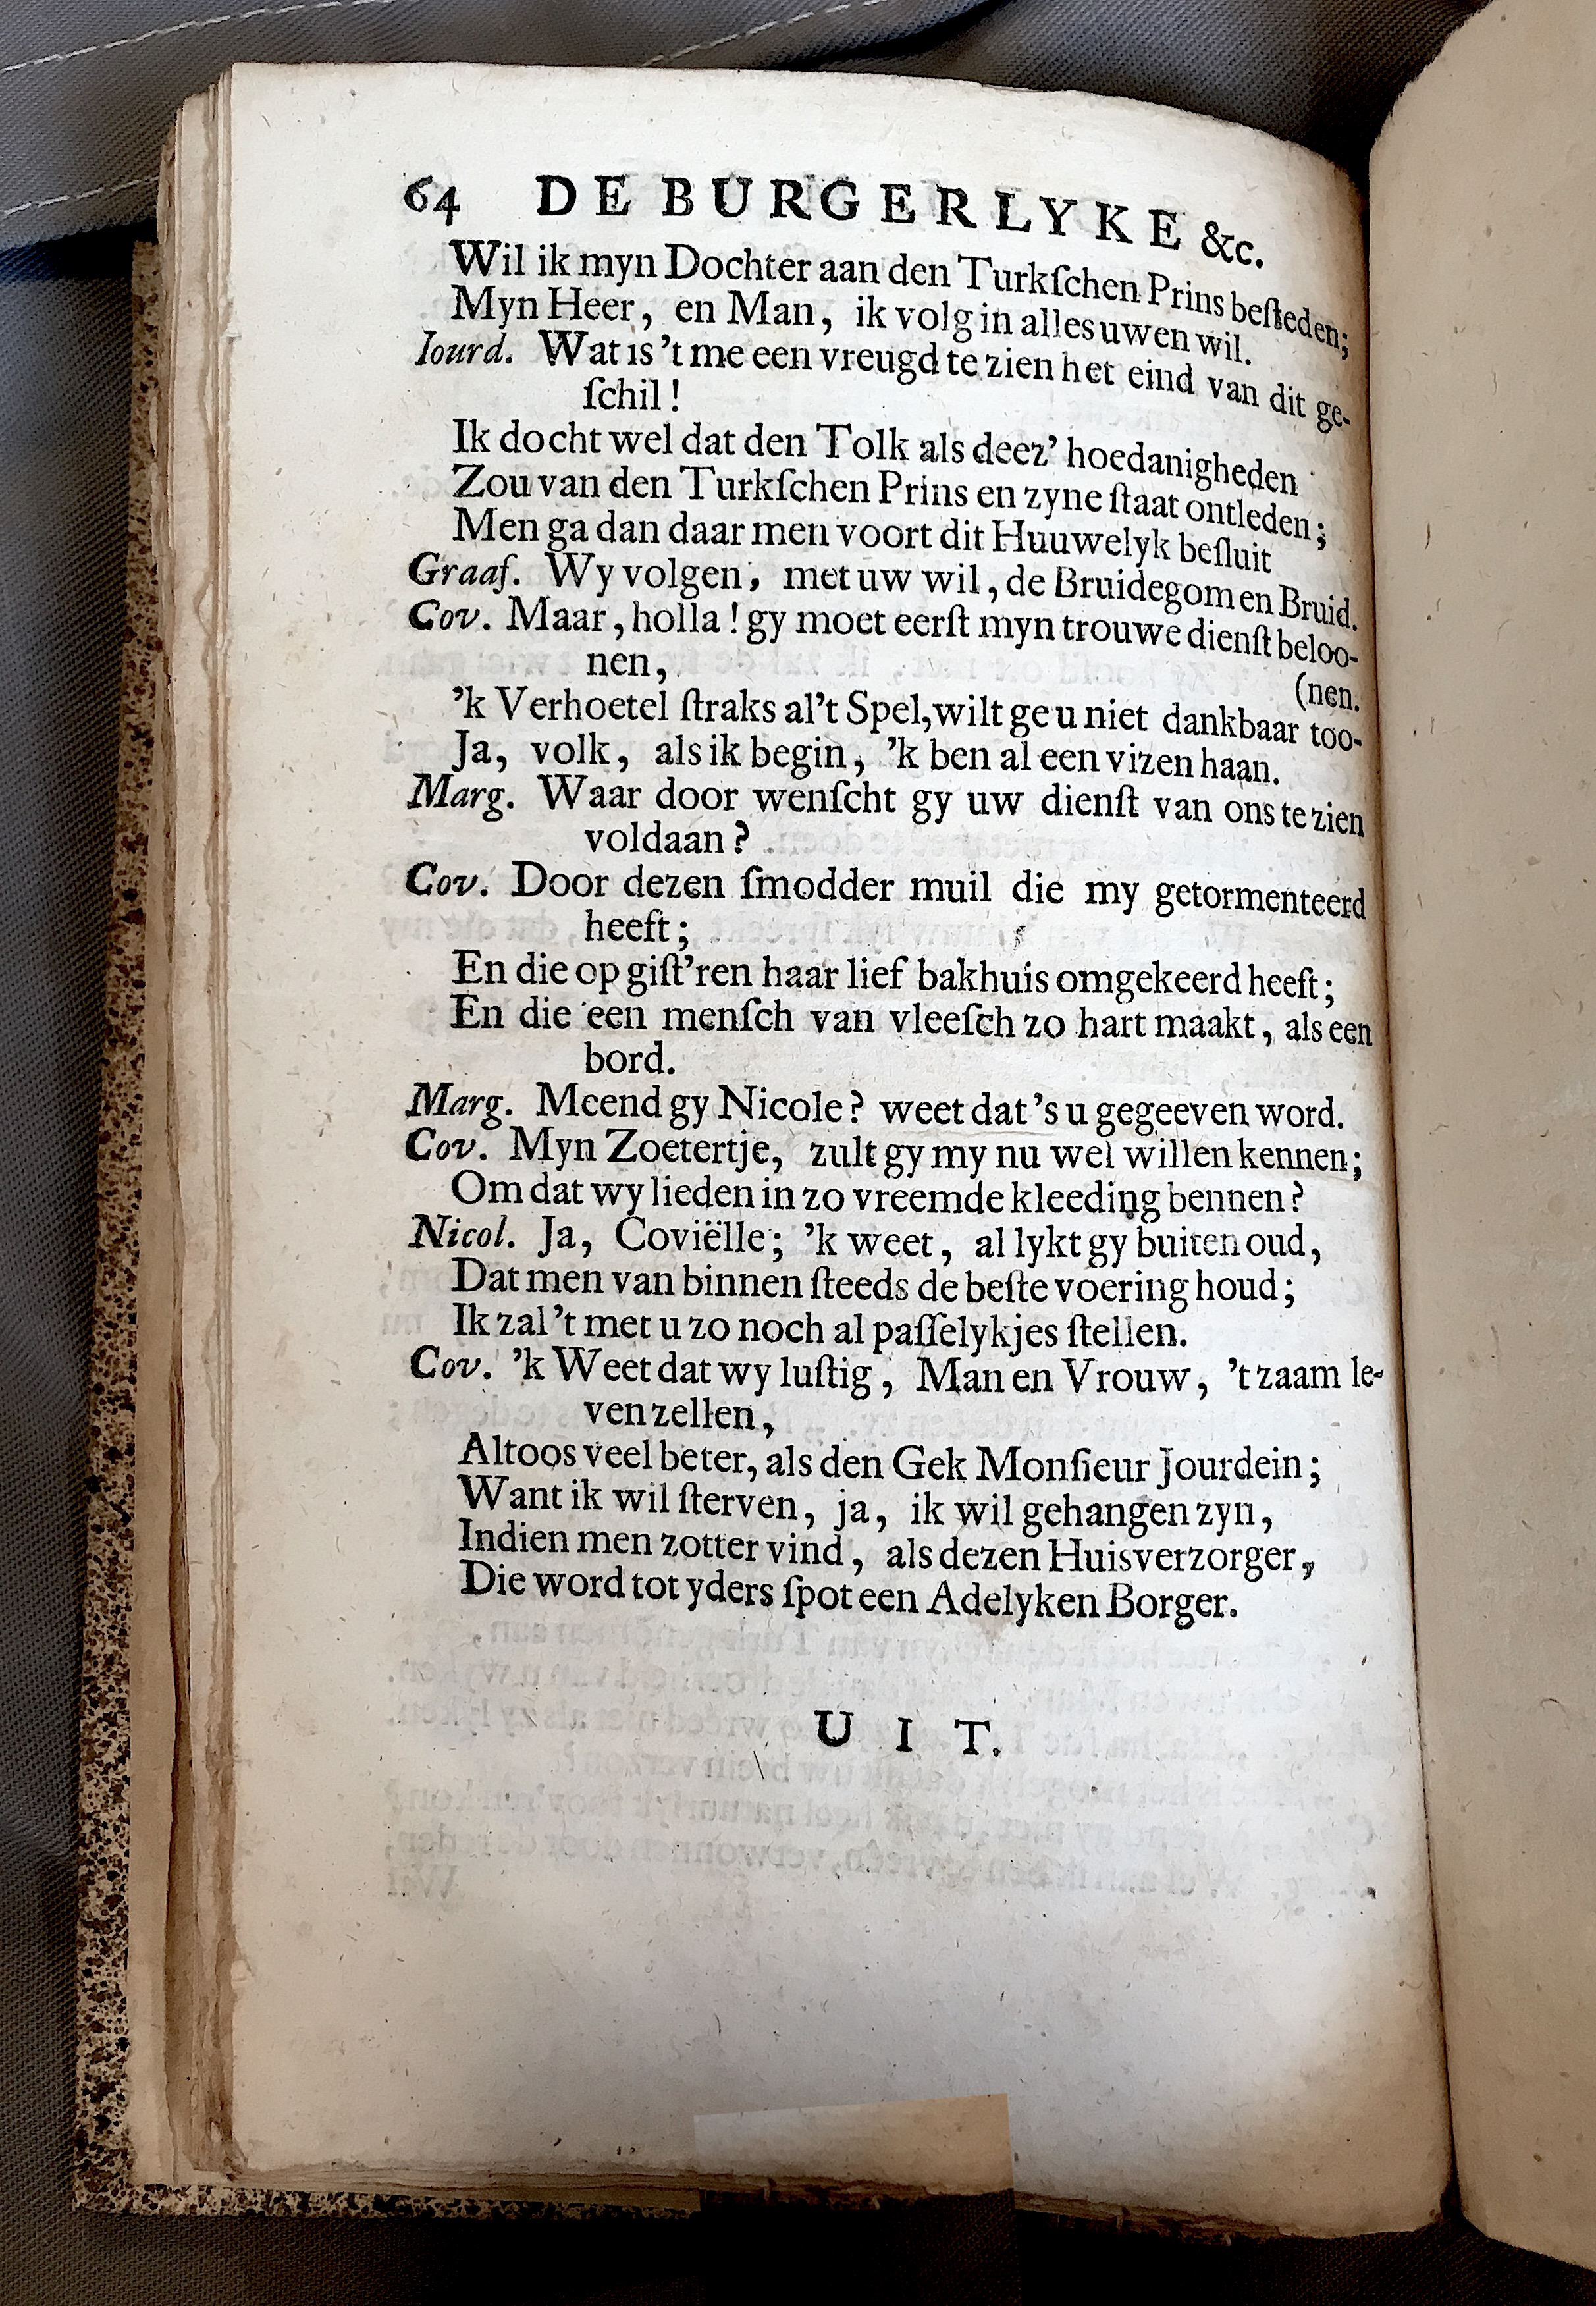 64 DE BURGERLYKE &c.
Wil ik myn Dochter aan den Turkſchen Prins beſteden;
Myn Heer, en Man, ik volg in alles uwen wil.
Iourd. Wat is 't me een vreugd te zien het eind van dit ge-
ſchil!
Ik docht wel dat den Tolk als deez' hoedanigheden
Zou van den Turkſchen Prins en zyne ſtaat ontleden;
Men ga dan daar men voort dit Huuwelyk beſluit
Graaf. Wy volgen, met uw wil, de Bruidegom en Bruid.
Cov. Maar, holla! gy moet eerſt myn trouwe dienſt beloo-
nen,
(nen.
'k Verhoetel ſtraks al't Spel, wilt ge u niet dankbaar too-
Ja, volk, als ik begin, 'k ben al een vizen haan.
Marg. Waar door wenſcht gy uw dienſt van ons te zien
voldaan?
Cov. Door dezen ſmodder muil die my getormenteerd
heeft;
En die op giſt'ren haar lief bakhuis omgekeerd heeft;
En die een menſch van vleeſch zo hart maakt, als een
bord.
Marg. Meend gy Nicole? weet dat 's u gegeeven word.
Cov. Myn Zoetertje, zult gy my nu wel willen kennen;
Om dat wy lieden in zo vreemde kleeding bennen?
Nicol. Ja, Coviëlle; 'k weet, al lykt gy buiten oud,
Dat men van binnen ſteeds de beſte voering houd;
Ik zal 't met u zo noch al paſſelykjes ſtellen.
Cov. 'k Weet dat wy luſtig, Man en Vrouw, 't zaam le-
ven zellen,
Altoos veel beter, als den Gek Monſieur Jourdein;
Want ik wil ſterven, ja, ik wil gehangen zyn,
Indien men zotter vind, als dezen Huisverzorger,
Die word tot yders ſpot een Adelyken Borger.
UIT.